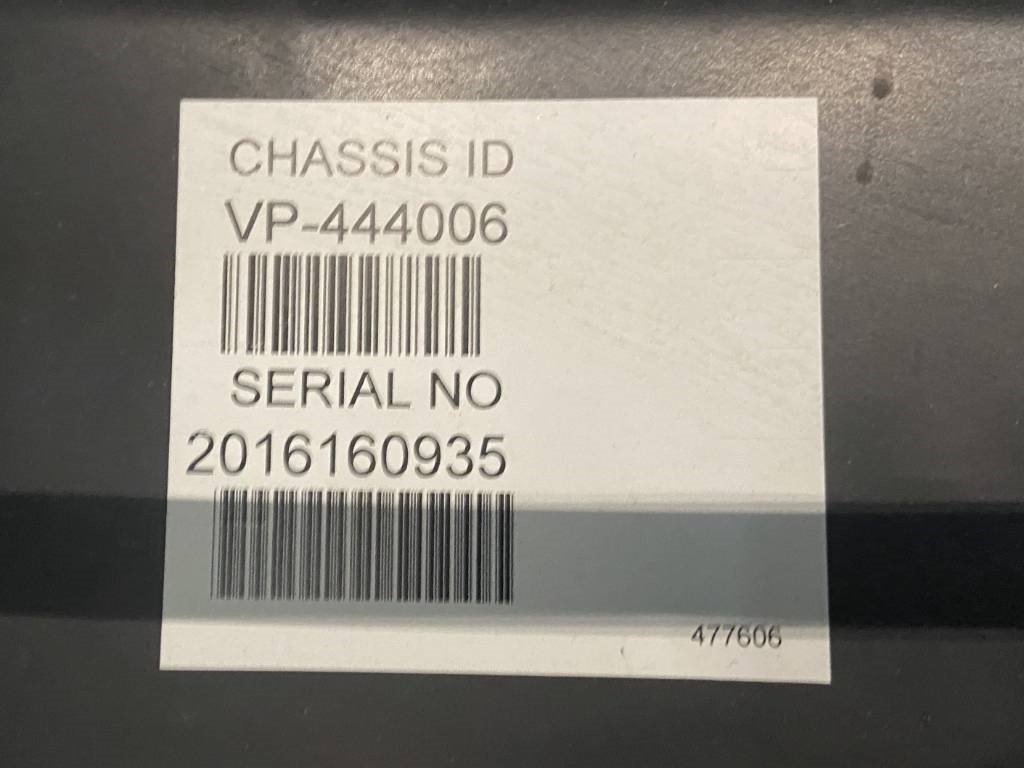 CHASSIS ID
VP-444006
SERIAL NO
2016160935
477606